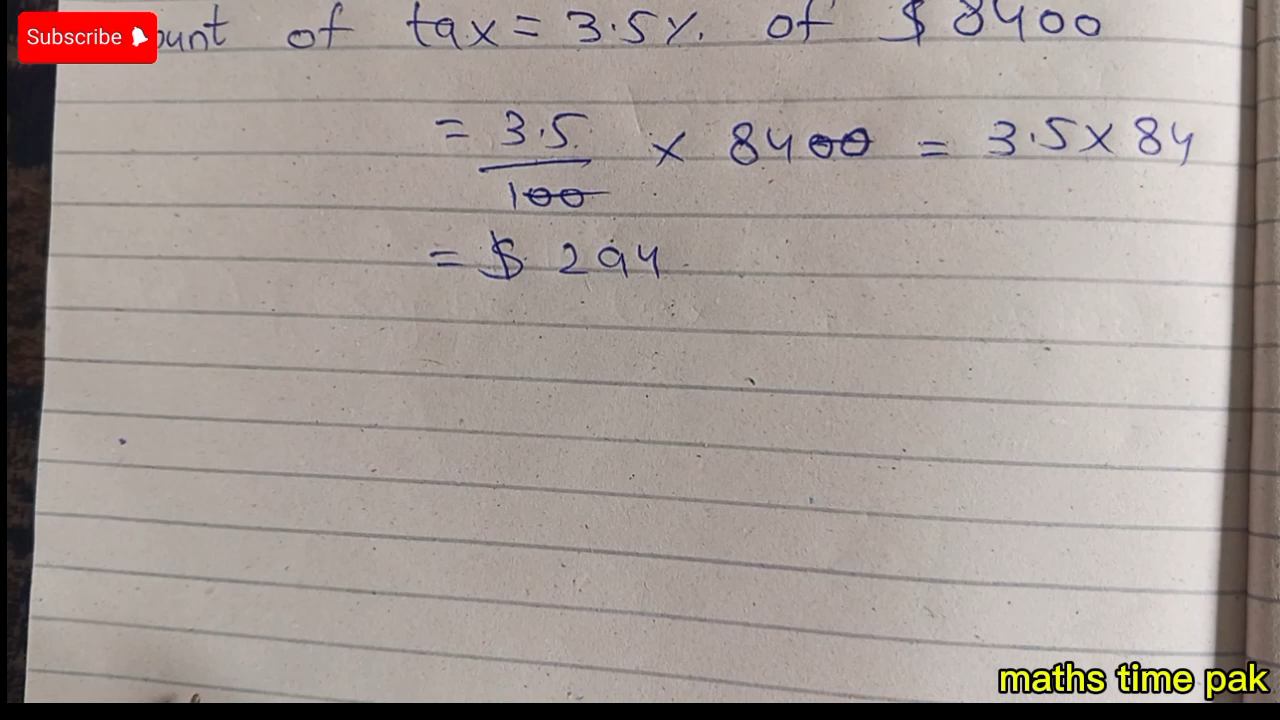 Subscribe
ount of tax = 3.5%. of $ 8400
= 3.5/100 × 8400 = 3.5 × 84
= $ 294
maths time pak